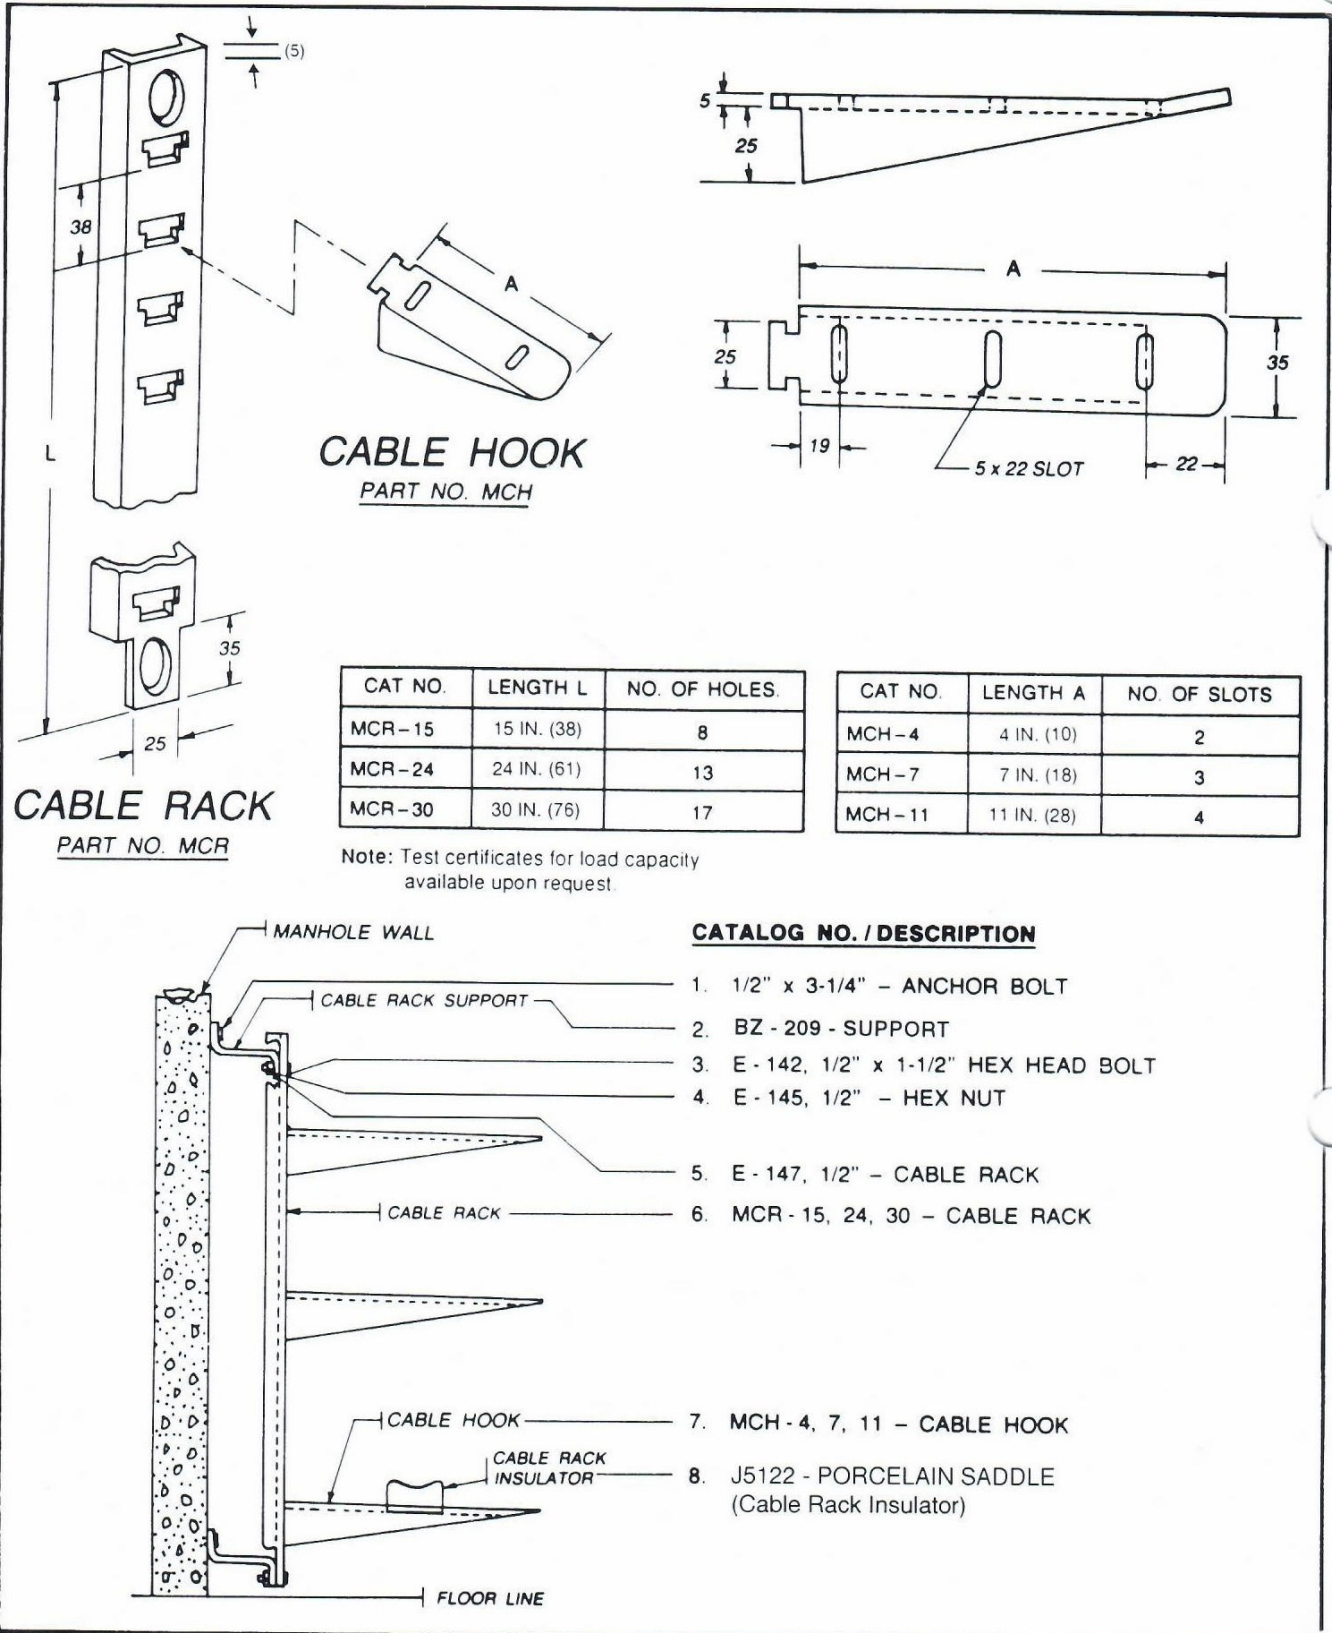 (5)
38
L
A
CABLE HOOK
PART NO. MCH
5
25
A
25
35
19
5 x 22 SLOT
22
35
25
CABLE RACK
PART NO. MCR
CAT NO. LENGTH L NO. OF HOLES.
MCR-15 15 IN. (38) 8
MCR-24 24 IN. (61) 13
MCR-30 30 IN. (76) 17
CAT NO. LENGTH A NO. OF SLOTS
MCH-4 4 IN. (10) 2
MCH-7 7 IN. (18) 3
MCH-11 11 IN. (28) 4
Note: Test certificates for load capacity
available upon request.
MANHOLE WALL
CABLE RACK SUPPORT
CABLE RACK
CABLE HOOK
CABLE RACK
INSULATOR
FLOOR LINE
CATALOG NO. / DESCRIPTION
1. 1/2" x 3-1/4" - ANCHOR BOLT
2. BZ - 209 - SUPPORT
3. E - 142, 1/2" x 1-1/2" HEX HEAD BOLT
4. E - 145, 1/2" - HEX NUT
5. E - 147, 1/2" - CABLE RACK
6. MCR - 15, 24, 30 - CABLE RACK
7. MCH - 4, 7, 11 - CABLE HOOK
8. J5122 - PORCELAIN SADDLE
(Cable Rack Insulator)